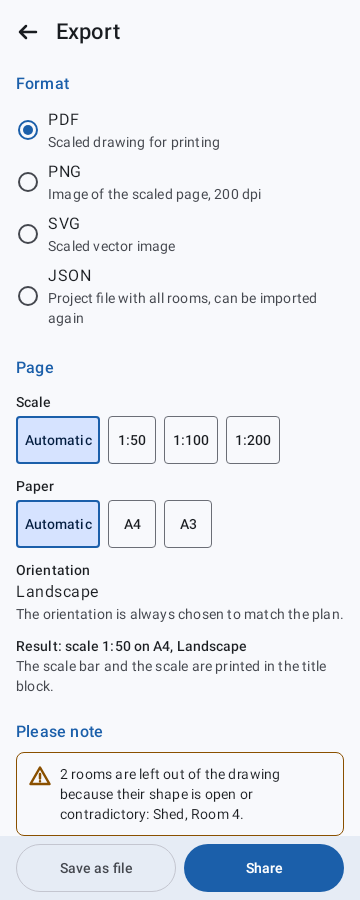 Export
Format
PDF
Scaled drawing for printing
PNG
Image of the scaled page, 200 dpi
SVG
Scaled vector image
JSON
Project file with all rooms, can be imported
again
Page
Scale
Automatic 1:50 1:100 1:200
Paper
Automatic A4 A3
Orientation
Landscape
The orientation is always chosen to match the plan.
Result: scale 1:50 on A4, Landscape
The scale bar and the scale are printed in the title
block.
Please note
2 rooms are left out of the drawing
because their shape is open or
contradictory: Shed, Room 4.
Save as file Share